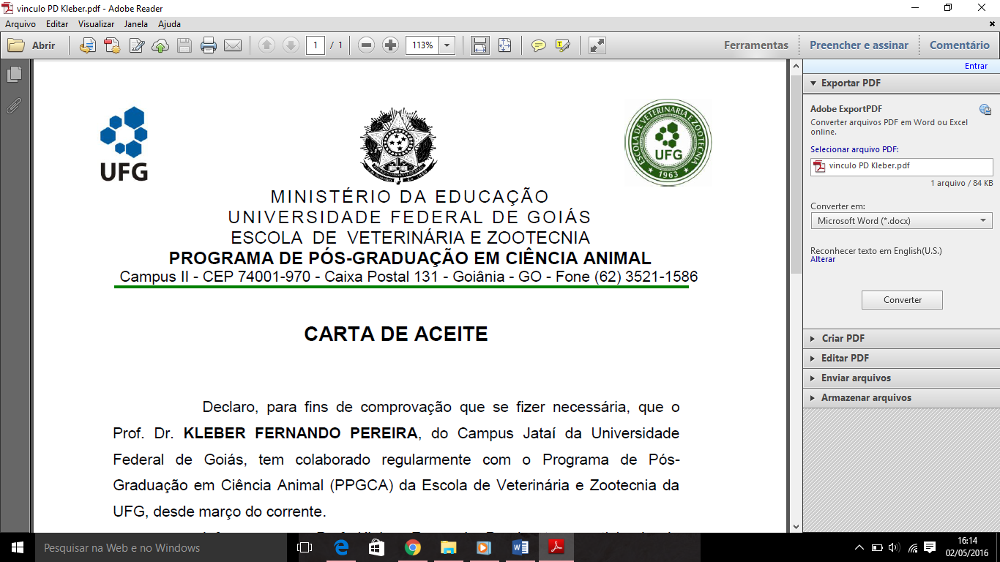 vinculo PD Kleber.pdf - Adobe Reader
Arquivo Editar Visualizar Janela Ajuda
Abrir
1 / 1
113%
Ferramentas
Preencher e assinar
Comentário
UFG
ESCOLA DE VETERINÁRIA E ZOOTECNIA
UFG
1963
MINISTÉRIO DA EDUCAÇÃO
UNIVERSIDADE FEDERAL DE GOIÁS
ESCOLA DE VETERINÁRIA E ZOOTECNIA
PROGRAMA DE PÓS-GRADUAÇÃO EM CIÊNCIA ANIMAL
Campus II - CEP 74001-970 - Caixa Postal 131 - Goiânia - GO - Fone (62) 3521-1586
CARTA DE ACEITE
Declaro, para fins de comprovação que se fizer necessária, que o
Prof. Dr. KLEBER FERNANDO PEREIRA, do Campus Jataí da Universidade
Federal de Goiás, tem colaborado regularmente com o Programa de Pós-
Graduação em Ciência Animal (PPGCA) da Escola de Veterinária e Zootecnia da
UFG, desde março do corrente.
Entrar
Exportar PDF
Adobe ExportPDF
Converter arquivos PDF em Word ou Excel
online.
Selecionar arquivo PDF:
vinculo PD Kleber.pdf
1 arquivo / 84 KB
Converter em:
Microsoft Word (*.docx)
Reconhecer texto em English(U.S.)
Alterar
Converter
Criar PDF
Editar PDF
Enviar arquivos
Armazenar arquivos
Pesquisar na Web e no Windows
16:14
02/05/2016